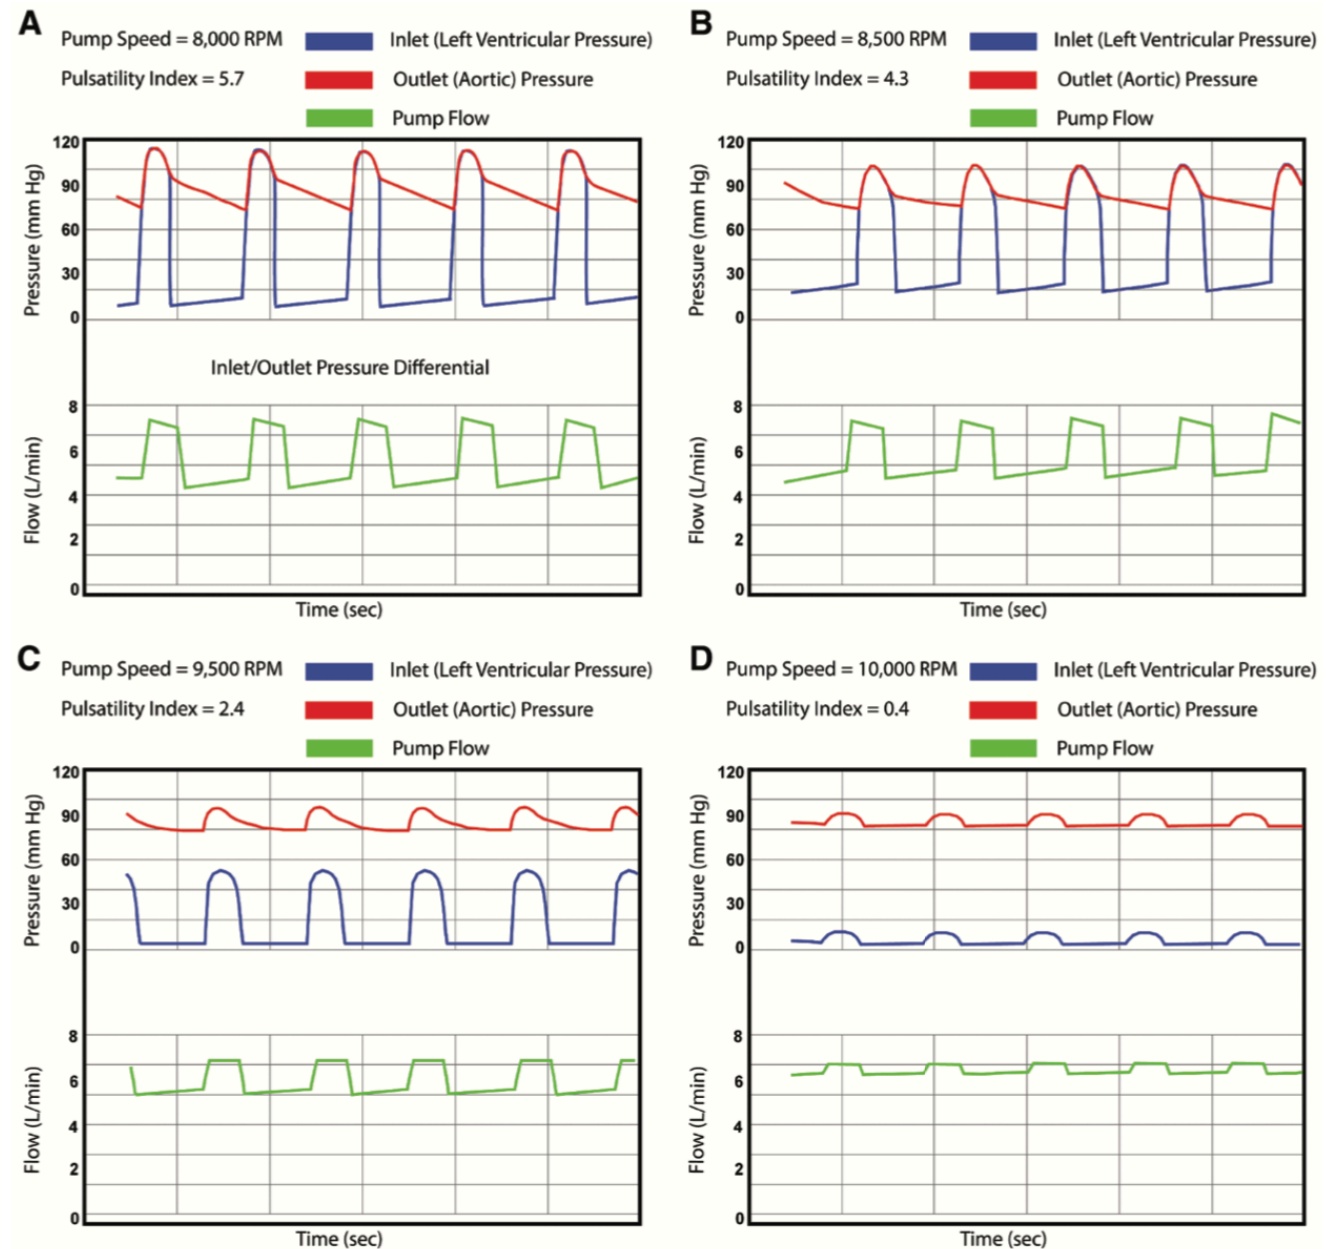 A
Pump Speed = 8,000 RPM
Inlet (Left Ventricular Pressure)
Pulsatility Index = 5.7
Outlet (Aortic) Pressure
Pump Flow
120
90
60
30
0
Pressure (mm Hg)
Inlet/Outlet Pressure Differential
8
6
4
2
0
Flow (L/min)
Time (sec)
B
Pump Speed = 8,500 RPM
Inlet (Left Ventricular Pressure)
Pulsatility Index = 4.3
Outlet (Aortic) Pressure
Pump Flow
120
90
60
30
0
Pressure (mm Hg)
8
6
4
2
0
Flow (L/min)
Time (sec)
C
Pump Speed = 9,500 RPM
Inlet (Left Ventricular Pressure)
Pulsatility Index = 2.4
Outlet (Aortic) Pressure
Pump Flow
120
90
60
30
0
Pressure (mm Hg)
8
6
4
2
0
Flow (L/min)
Time (sec)
D
Pump Speed = 10,000 RPM
Inlet (Left Ventricular Pressure)
Pulsatility Index = 0.4
Outlet (Aortic) Pressure
Pump Flow
120
90
60
30
0
Pressure (mm Hg)
8
6
4
2
0
Flow (L/min)
Time (sec)